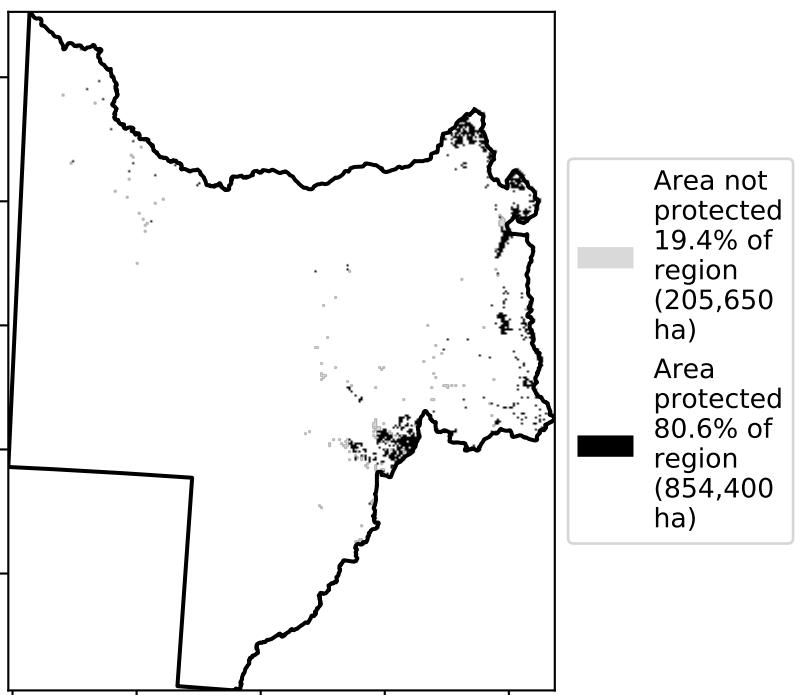 Area not
protected
19.4% of
region
(205,650
ha)
Area
protected
80.6% of
region
(854,400
ha)